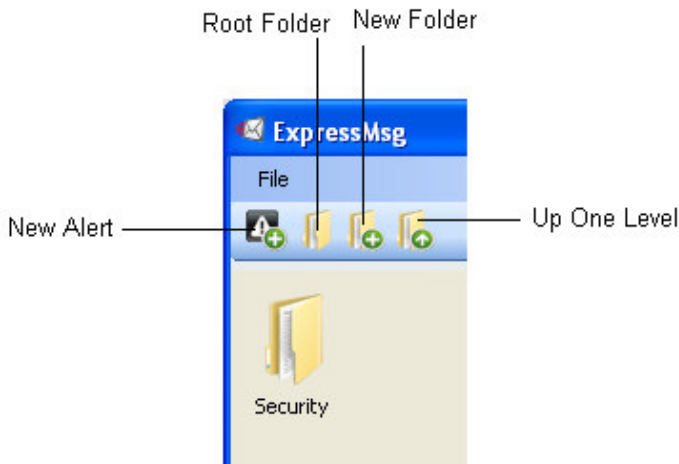 Root Folder
New Folder
ExpressMsg
File
New Alert
Up One Level
Security